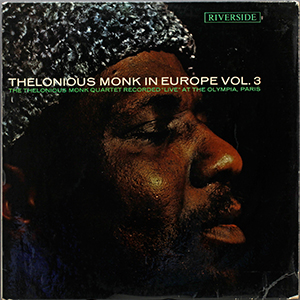 RIVERSIDE
THELONIOUS MONK IN EUROPE VOL. 3
THE THELONIOUS MONK QUARTET RECORDED "LIVE" AT THE OLYMPIA, PARIS